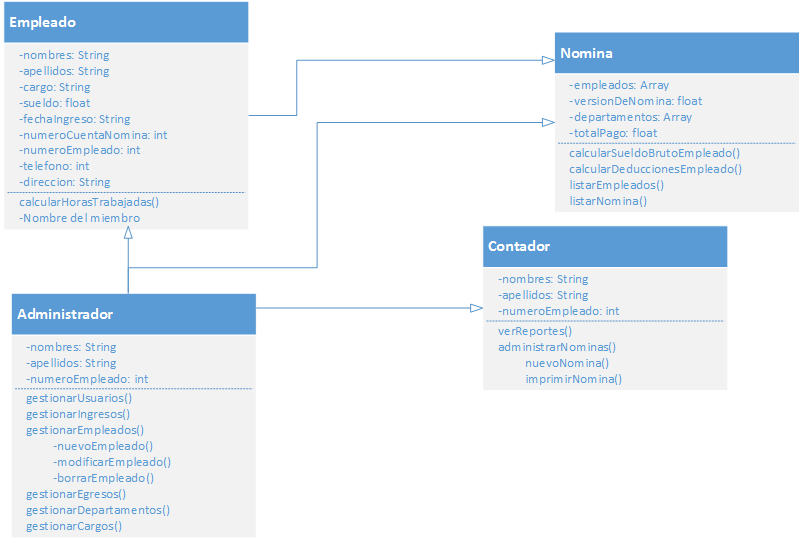 Empleado
-nombres: String
-apellidos: String
-cargo: String
-sueldo: float
-fechaIngreso: String
-numeroCuentaNomina: int
-numeroEmpleado: int
-telefono: int
-direccion: String
calcularHorasTrabajadas()
-Nombre del miembro
Nomina
-empleados: Array
-versionDeNomina: float
-departamentos: Array
-totalPago: float
calcularSueldoBrutoEmpleado()
calcularDeduccionesEmpleo()
listarEmpleados()
listarNomina()
Contador
-nombres: String
-apellidos: String
-numeroEmpleado: int
verReportes()
administrarNominas()
nuevoNomina()
imprimirNomina()
Administrador
-nombres: String
-apellidos: String
-numeroEmpleado: int
gestionarUsuarios()
gestionarIngresos()
gestionarEmpleados()
-nuevoEmpleado()
-modificarEmpleado()
-borrarEmpleado()
gestionarEgresos()
gestionarDepartamentos()
gestionarCargos()